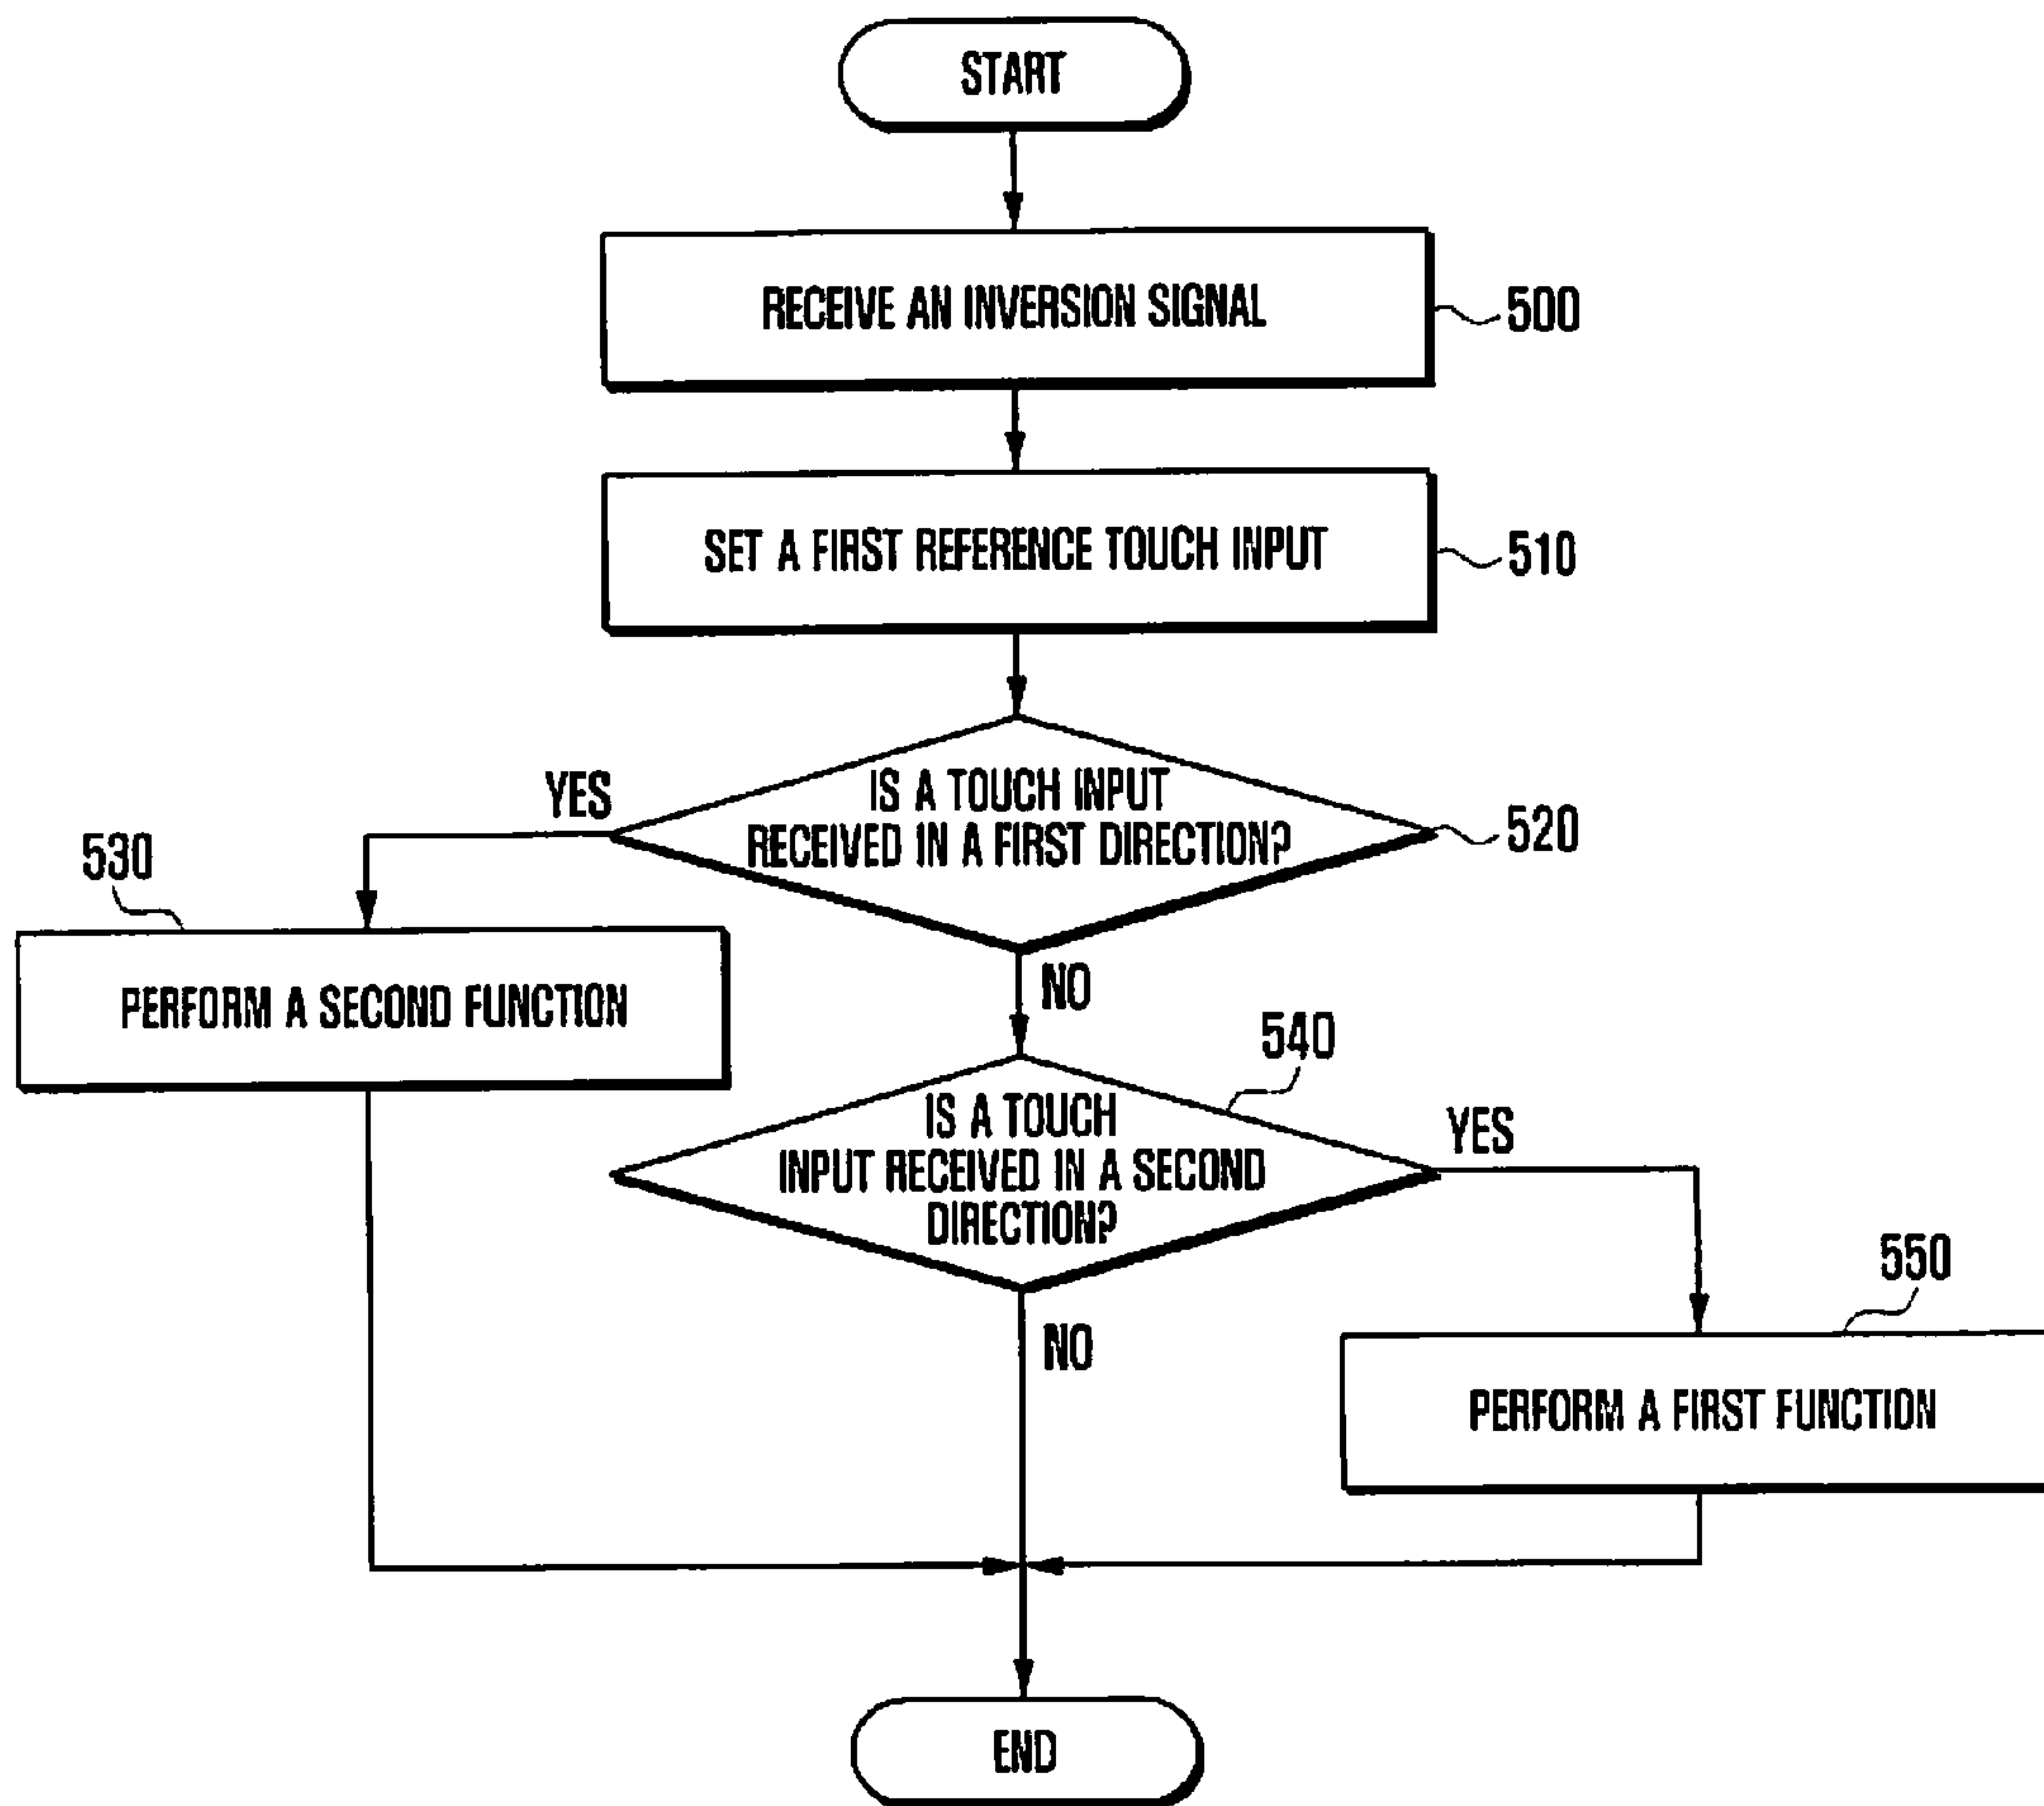 START
RECEIVE AN INVERSION SIGNAL
500
SET A FIRST REFERENCE TOUCH INPUT
510
IS A TOUCH INPUT
RECEIVED IN A FIRST DIRECTION?
YES
520
530
PERFORM A SECOND FUNCTION
NO
540
IS A TOUCH
INPUT RECEIVED IN A SECOND
DIRECTION?
YES
550
NO
PERFORM A FIRST FUNCTION
END